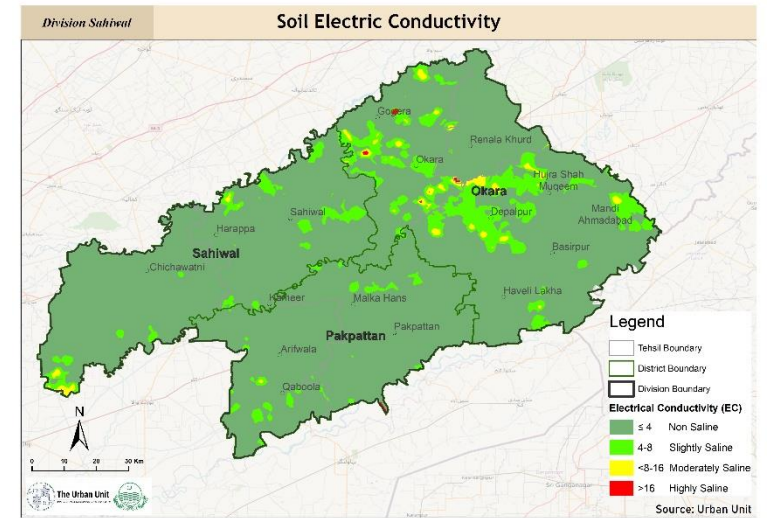 Division Sahiwal
Soil Electric Conductivity
Gogera
Renala Khurd
Okara
Hujra Shah
Muqeem
Okara
Depalpur
Mandi
Ahmadabad
Sahiwal
Harappa
Basirpur
Sahiwal
Chichawatni
Haveli Lakha
Kameer
Malka Hans
Pakpattan
Pakpattan
Arifwala
Qaboola
Legend
Tehsil Boundary
District Boundary
Division Boundary
Electrical Conductivity (EC)
≤ 4 Non Saline
4-8 Slightly Saline
<8-16 Moderately Saline
>16 Highly Saline
N
0 10 20 30 Km
The Urban Unit
Source: Urban Unit